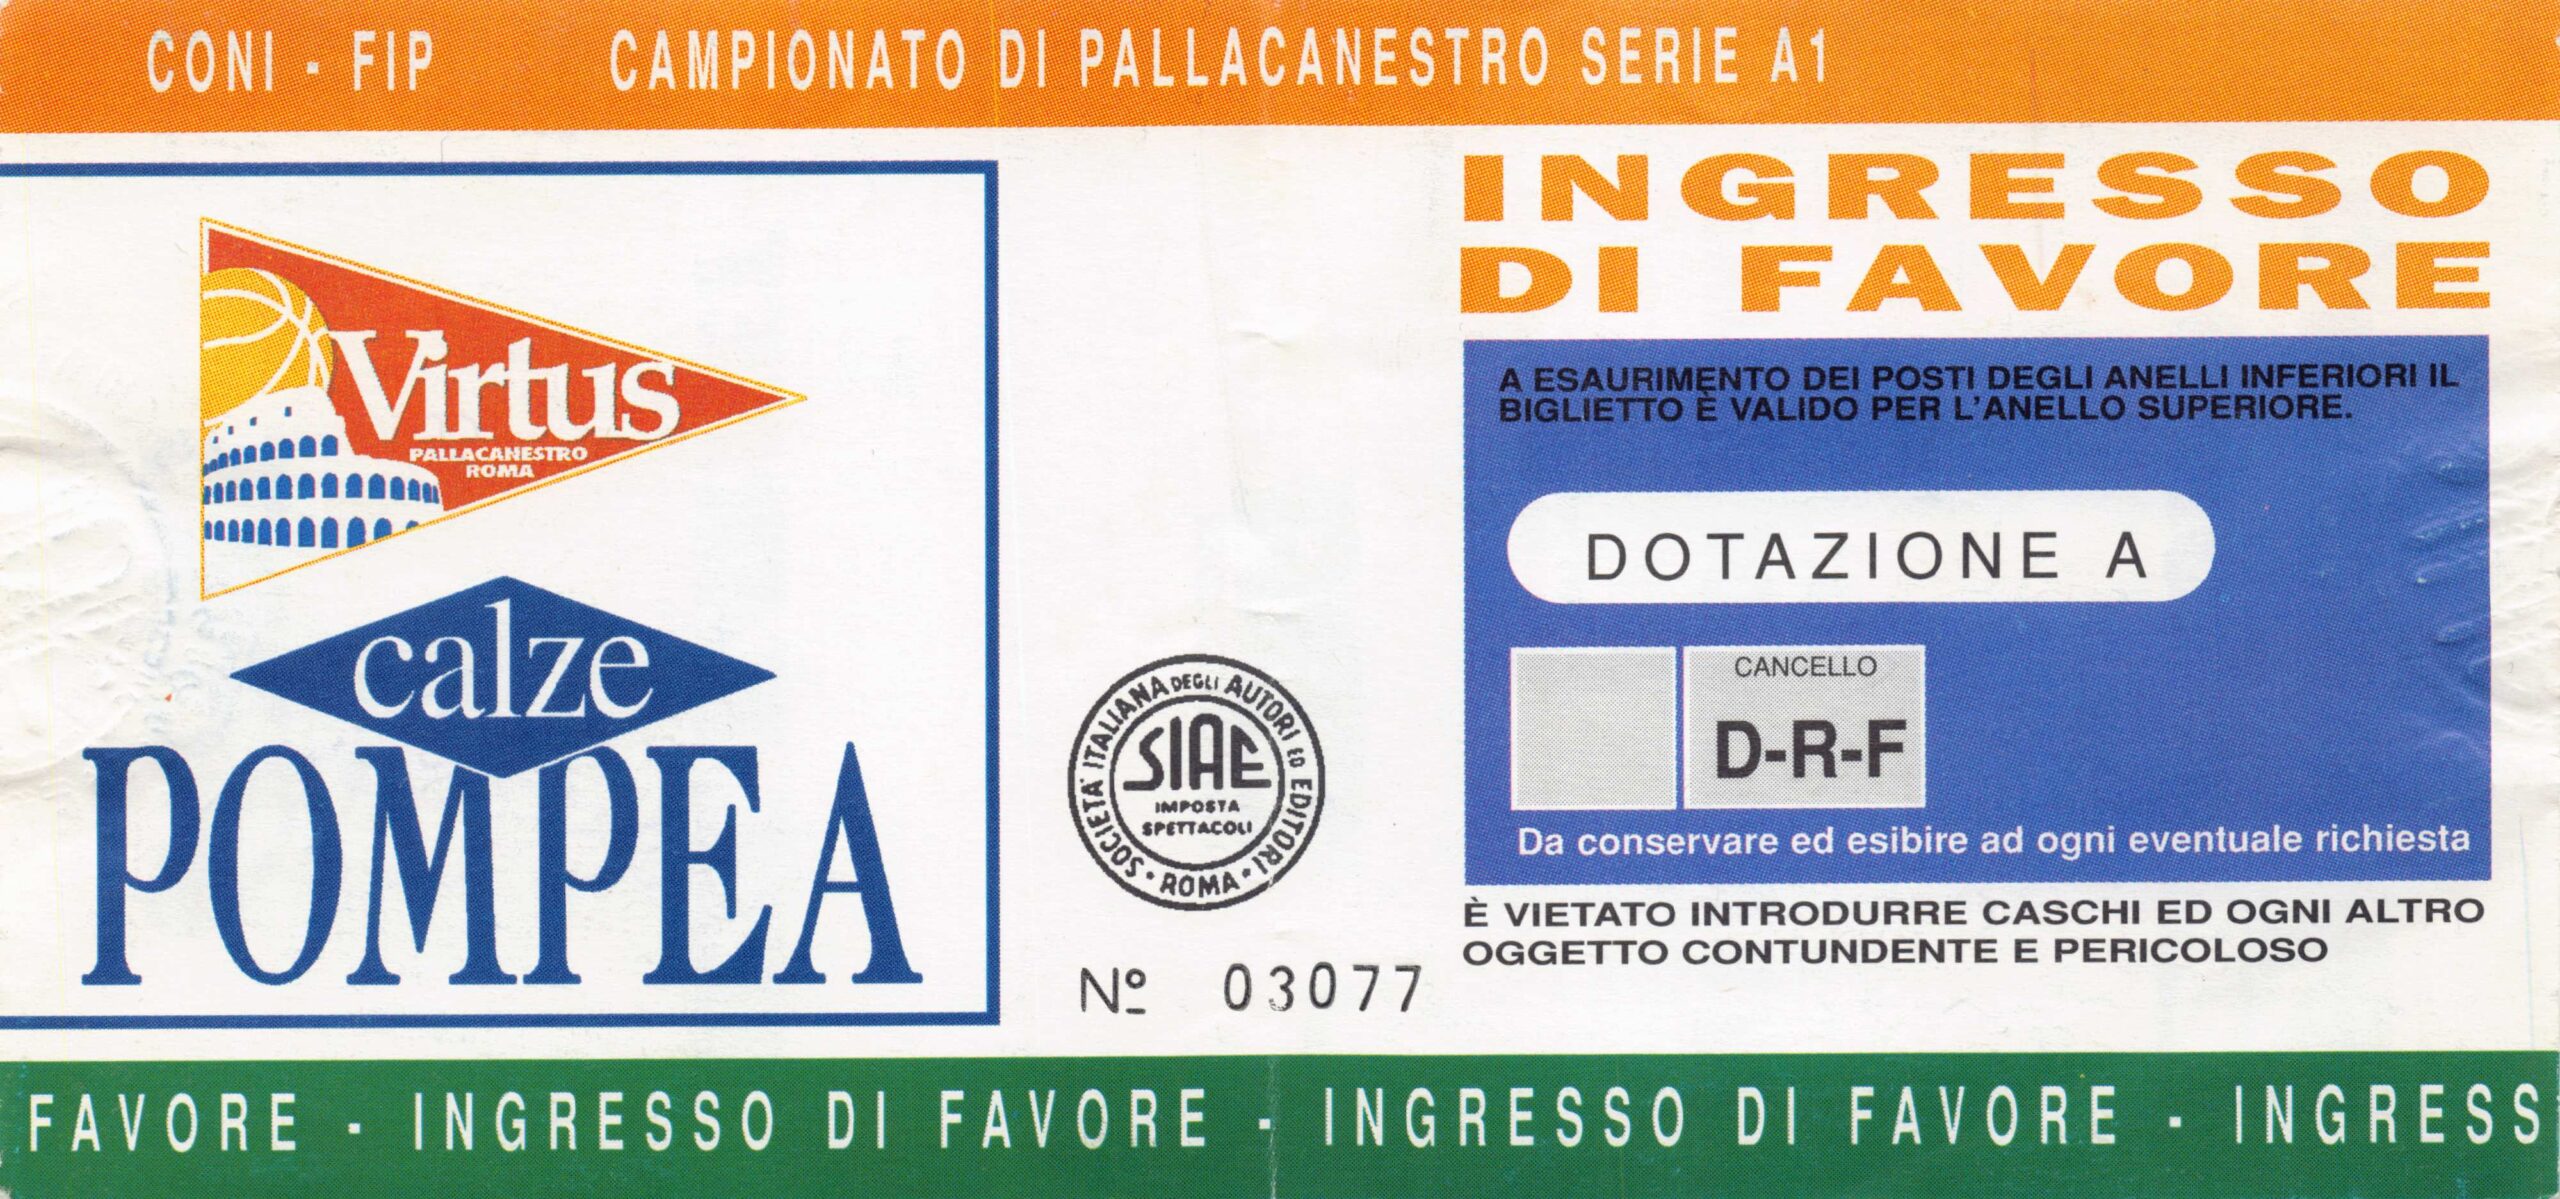 CONI - FIP CAMPIONATO DI PALLACANESTRO SERIE A1
Virtus
PALLACANESTRO
ROMA
calze
POMPEA
SOCIETA' ITALIANA DEGLI AUTORI ED EDITORI
SIAE
IMPOSTA
SPETTACOLI
• ROMA •
Nº 03077
INGRESSO
DI FAVORE
A ESAURIMENTO DEI POSTI DEGLI ANELLI INFERIORI IL
BIGLIETTO È VALIDO PER L'ANELLO SUPERIORE.
DOTAZIONE A
CANCELLO
D-R-F
Da conservare ed esibire ad ogni eventuale richiesta
È VIETATO INTRODURRE CASCHI ED OGNI ALTRO
OGGETTO CONTUNDENTE E PERICOLOSO
FAVORE - INGRESSO DI FAVORE - INGRESSO DI FAVORE - INGRESS